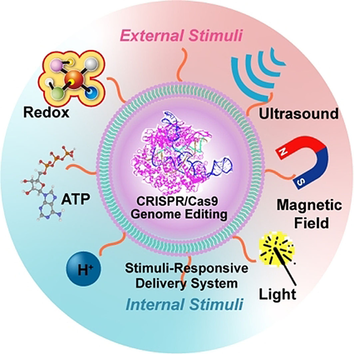 External Stimuli
Redox
Ultrasound
N
S
CRISPR/Cas9
Genome Editing
ATP
Magnetic
Field
H⁺
Stimuli-Responsive
Delivery System
Light
Internal Stimuli